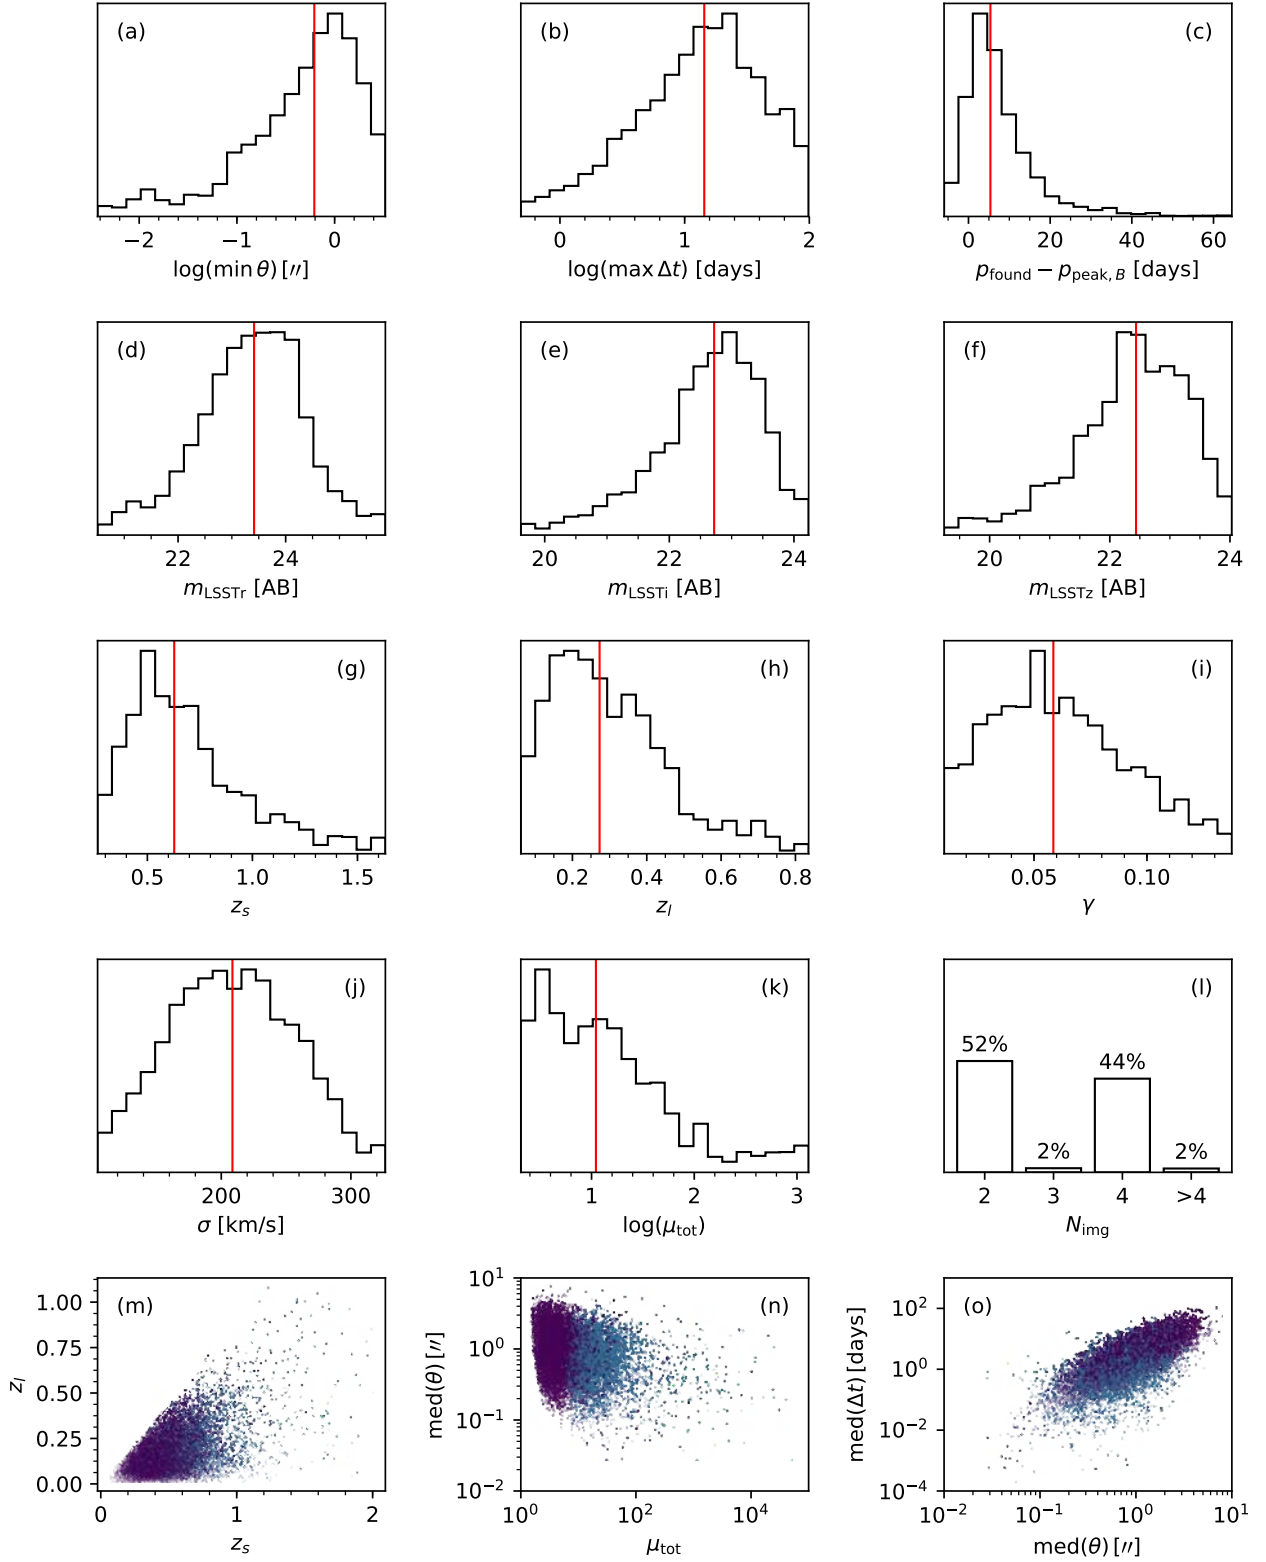 (a)
−2 −1 0
log(min θ) [″]
(b)
0 1 2
log(max Δt) [days]
(c)
0 20 40 60
p_found − p_peak, B [days]
(d)
22 24
m_LSSTr [AB]
(e)
20 22 24
m_LSSTi [AB]
(f)
20 22 24
m_LSSTz [AB]
(g)
0.5 1.0 1.5
z_s
(h)
0.2 0.4 0.6 0.8
z_l
(i)
0.05 0.10
γ
(j)
200 300
σ [km/s]
(k)
1 2 3
log(μ_tot)
(l)
52% 2% 44% 2%
2 3 4 >4
N_img
(m)
1.00
0.75
0.50
0.25
0.00
z_l
0 1 2
z_s
(n)
10^1
10^0
10^−1
10^−2
med(θ) [″]
10^0 10^2 10^4
μ_tot
(o)
10^2
10^0
10^−2
10^−4
med(Δt) [days]
10^−2 10^−1 10^0 10^1
med(θ) [″]